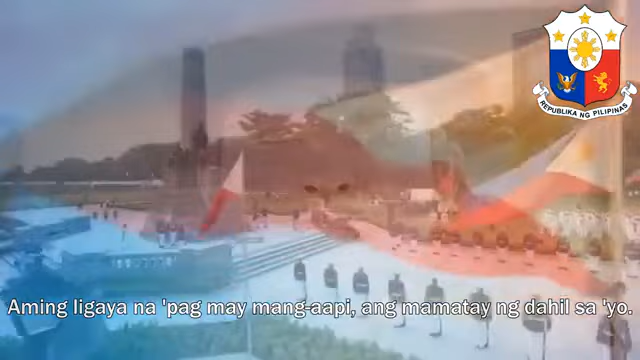 REPUBLIKA NG PILIPINAS
Aming ligaya na 'pag may mang-aapi, ang mamatay ng dahil sa 'yo.